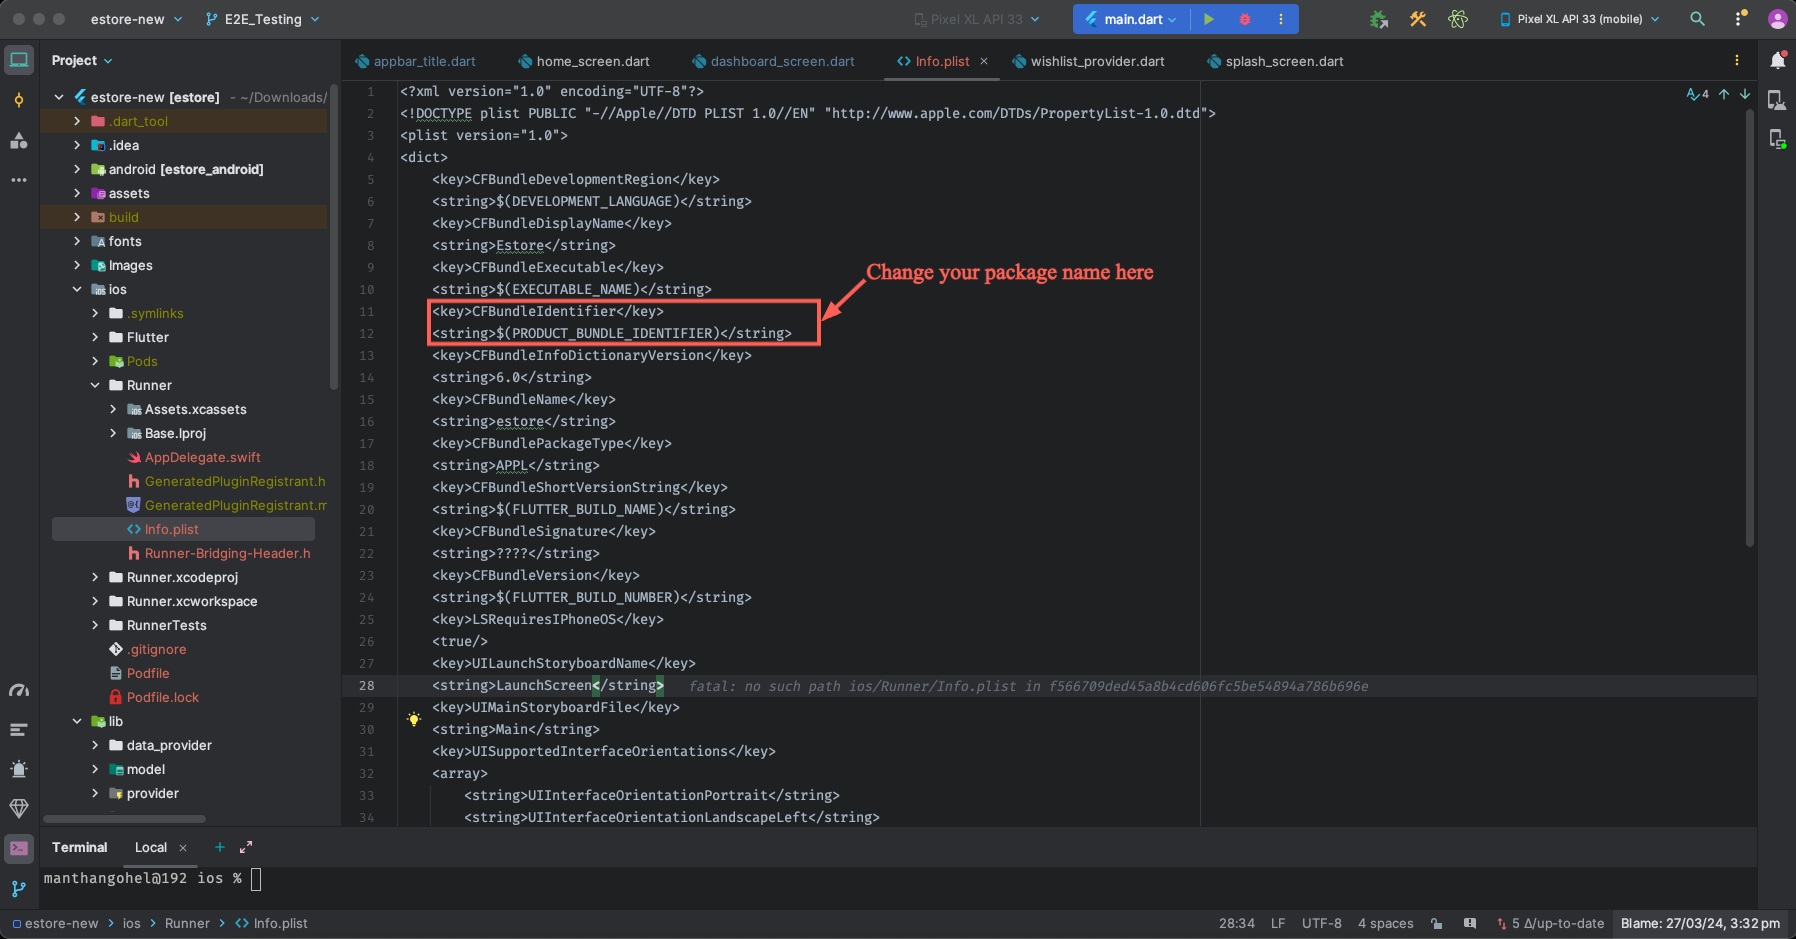 estore-new
E2E_Testing
Pixel XL API 33
main.dart
Pixel XL API 33 (mobile)
Project
appbar_title.dart
home_screen.dart
dashboard_screen.dart
<> Info.plist ×
wishlist_provider.dart
splash_screen.dart
estore-new [estore] - ~/Downloads/
.dart_tool
.idea
android [estore_android]
assets
build
fonts
Images
ios
.symlinks
Flutter
Pods
Runner
Assets.xcassets
Base.lproj
AppDelegate.swift
GeneratedPluginRegistrant.h
GeneratedPluginRegistrant.m
<> Info.plist
Runner-Bridging-Header.h
Runner.xcodeproj
Runner.xcworkspace
RunnerTests
.gitignore
Podfile
Podfile.lock
lib
data_provider
model
provider
1 <?xml version="1.0" encoding="UTF-8"?>
2 <!DOCTYPE plist PUBLIC "-//Apple//DTD PLIST 1.0//EN" "http://www.apple.com/DTDs/PropertyList-1.0.dtd">
3 <plist version="1.0">
4 <dict>
5 <key>CFBundleDevelopmentRegion</key>
6 <string>$(DEVELOPMENT_LANGUAGE)</string>
7 <key>CFBundleDisplayName</key>
8 <string>Estore</string>
9 <key>CFBundleExecutable</key>
10 <string>$(EXECUTABLE_NAME)</string>
11 <key>CFBundleIdentifier</key>
12 <string>$(PRODUCT_BUNDLE_IDENTIFIER)</string>
13 <key>CFBundleInfoDictionaryVersion</key>
14 <string>6.0</string>
15 <key>CFBundleName</key>
16 <string>estore</string>
17 <key>CFBundlePackageType</key>
18 <string>APPL</string>
19 <key>CFBundleShortVersionString</key>
20 <string>$(FLUTTER_BUILD_NAME)</string>
21 <key>CFBundleSignature</key>
22 <string>????</string>
23 <key>CFBundleVersion</key>
24 <string>$(FLUTTER_BUILD_NUMBER)</string>
25 <key>LSRequiresIPhoneOS</key>
26 <true/>
27 <key>UILaunchStoryboardName</key>
28 <string>LaunchScreen</string> fatal: no such path ios/Runner/Info.plist in f566709ded45a8b4cd606fc5be54894a786b696e
29 <key>UIMainStoryboardFile</key>
30 <string>Main</string>
31 <key>UISupportedInterfaceOrientations</key>
32 <array>
33 <string>UIInterfaceOrientationPortrait</string>
34 <string>UIInterfaceOrientationLandscapeLeft</string>
4
Change your package name here
Terminal
Local × +
manthangohel@192 ios %
estore-new > ios > Runner > <> Info.plist
28:34 LF UTF-8 4 spaces
5 Δ/up-to-date
Blame: 27/03/24, 3:32 pm